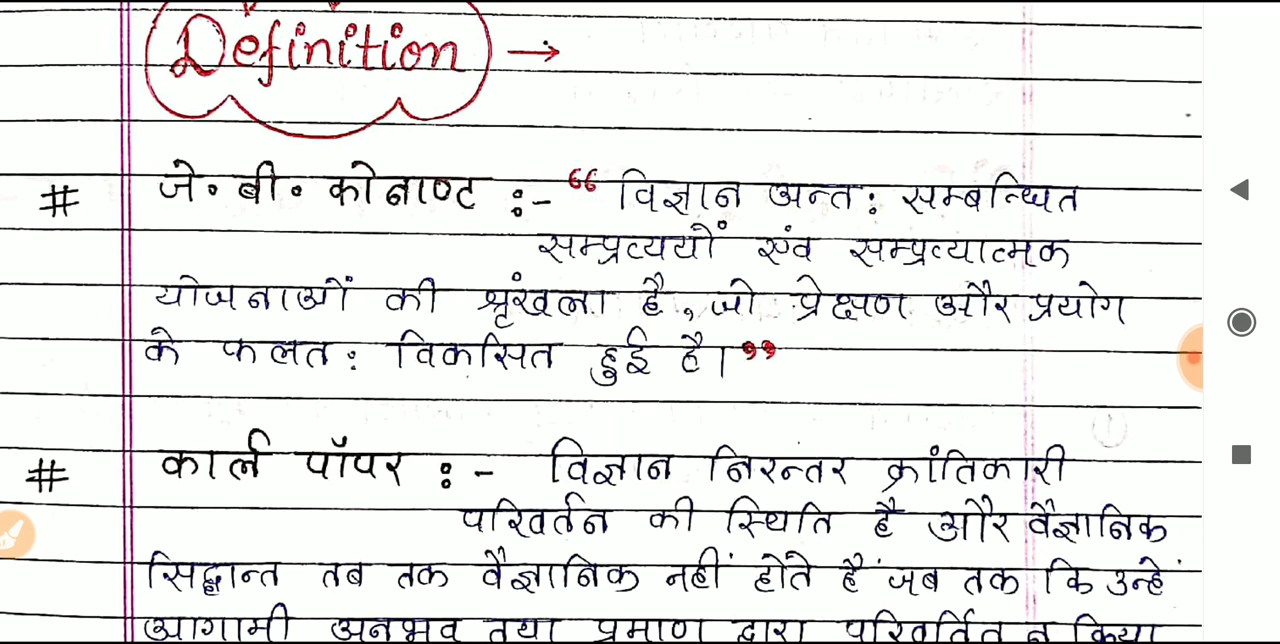 Definition →
# जे. बी. कोनाण्ट :- “ विज्ञान अन्त: सम्बन्धित
सम्प्रत्ययों एंव सम्प्रत्यात्मक
योजनाओं की श्रृंखला है, जो प्रेक्षण और प्रयोग
के फलत: विकसित हुई है। ”
# कार्ल पॉपर :- विज्ञान निरन्तर क्रांतिकारी
परिवर्तन की स्थिति है और वैज्ञानिक
सिद्धान्त तब तक वैज्ञानिक नहीं होते हैं जब तक कि उन्हें
आगामी अनुभव तथा प्रमाण द्वारा परिवर्तित न किया